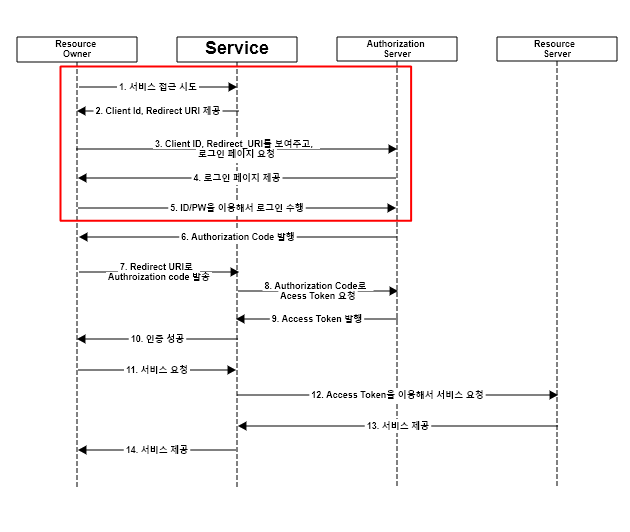 Resource
Owner
Service
Authorization
Server
Resource
Server
1. 서비스 접근 시도
2. Client Id, Redirect URI 제공
3. Client ID, Redirect_URI를 보여주고,
로그인 페이지 요청
4. 로그인 페이지 제공
5. ID/PW을 이용해서 로그인 수행
6. Authorization Code 발행
7. Redirect URI로
Authroization code 발송
8. Authorization Code로
Acess Token 요청
9. Access Token 발행
10. 인증 성공
11. 서비스 요청
12. Access Token을 이용해서 서비스 요청
13. 서비스 제공
14. 서비스 제공